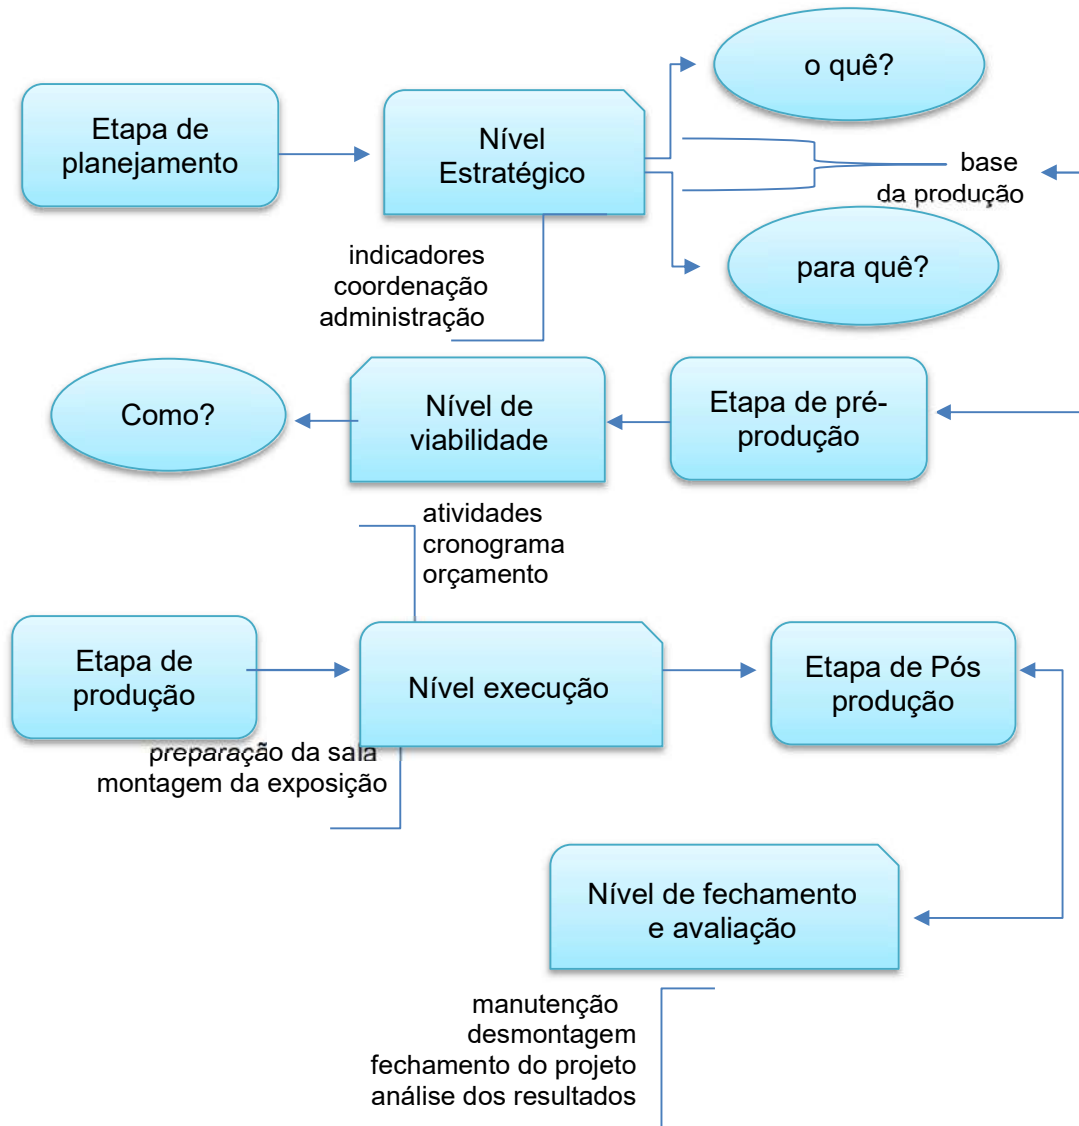 o quê?
Etapa de
planejamento
Nível
Estratégico
base
da produção
para quê?
indicadores
coordenação
administração
Como?
Nível de
viabilidade
Etapa de pré-
produção
atividades
cronograma
orçamento
Etapa de
produção
Nível execução
Etapa de Pós
produção
preparação da sala
montagem da exposição
Nível de fechamento
e avaliação
manutenção
desmontagem
fechamento do projeto
análise dos resultados